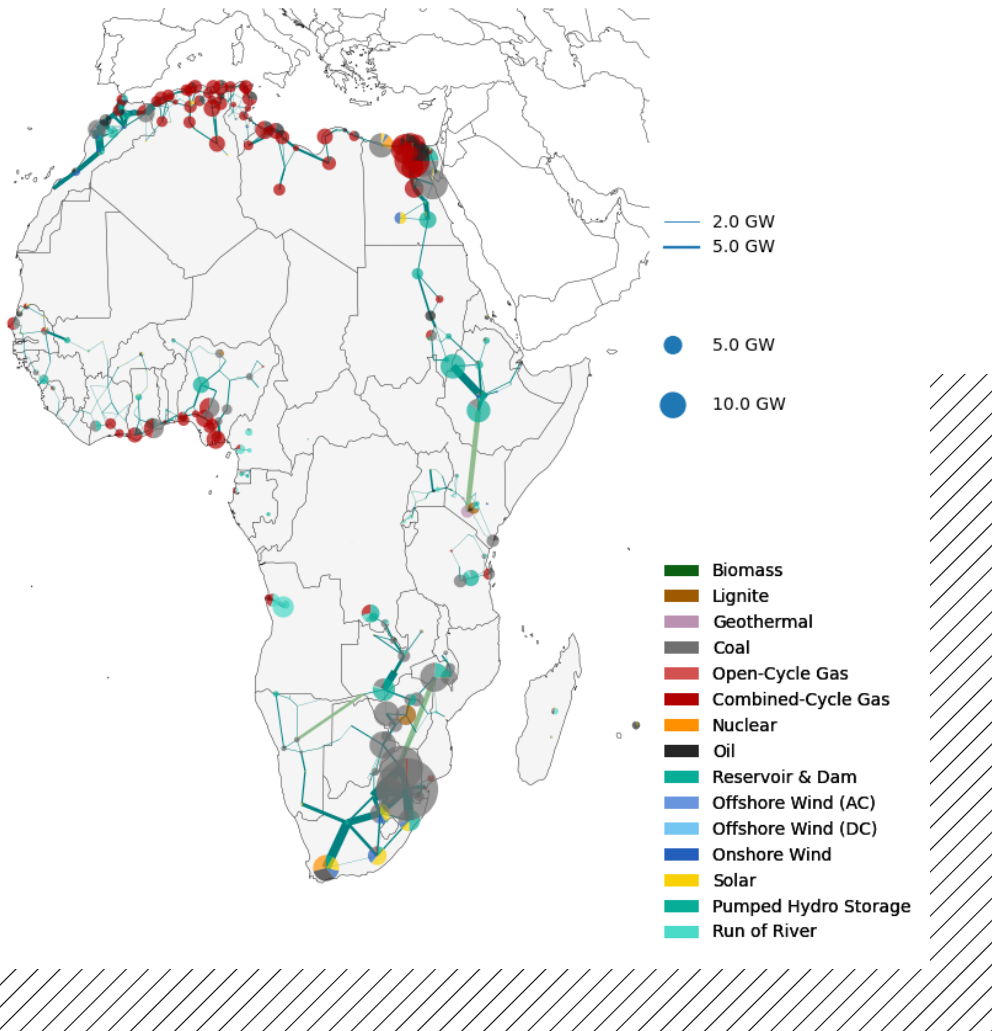 2.0 GW
5.0 GW
5.0 GW
10.0 GW
Biomass
Lignite
Geothermal
Coal
Open-Cycle Gas
Combined-Cycle Gas
Nuclear
Oil
Reservoir & Dam
Offshore Wind (AC)
Offshore Wind (DC)
Onshore Wind
Solar
Pumped Hydro Storage
Run of River